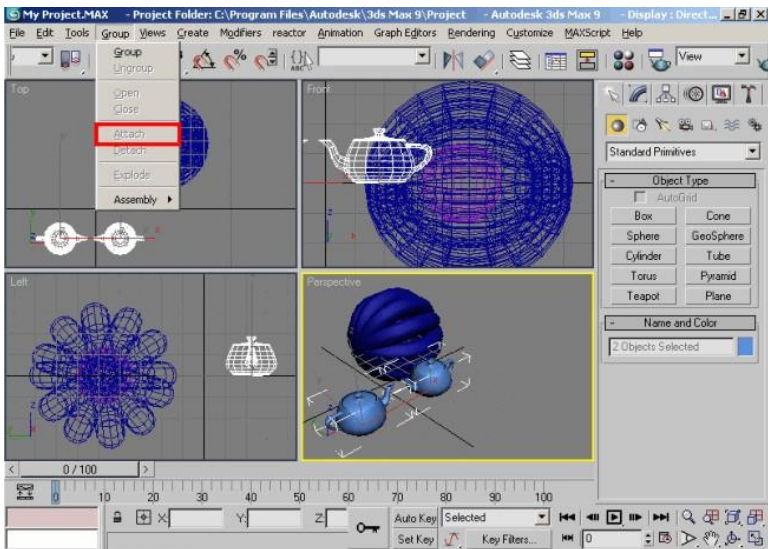 My Project.MAX - Project Folder: C:\Program Files\Autodesk\3ds Max 9\Project - Autodesk 3ds Max 9 - Display : Direct...
File Edit Tools Group Views Create Modifiers reactor Animation Graph Editors Rendering Customize MAXScript Help
Group
Ungroup
Open
Close
Attach
Detach
Explode
Assembly
ABC
View
Top
Front
Left
Perspective
Standard Primitives
- Object Type
AutoGrid
Box Cone
Sphere GeoSphere
Cylinder Tube
Torus Pyramid
Teapot Plane
- Name and Color
2 Objects Selected
< 0 / 100 >
0 10 20 30 40 50 60 70 80 90 100
X: Y: Z: Auto Key Selected
Set Key Key Filters... 0